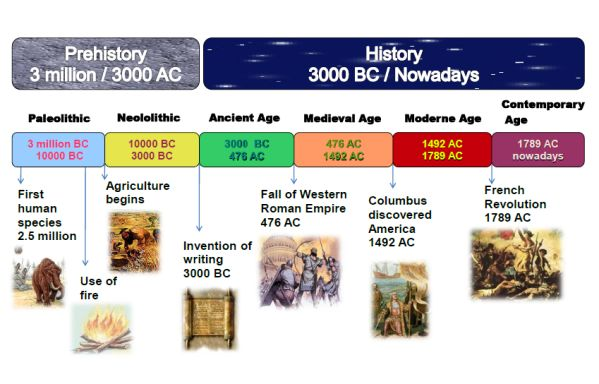 Prehistory
3 million / 3000 AC
History
3000 BC / Nowadays
Paleolithic
Neololithic
Ancient Age
Medieval Age
Moderne Age
Contemporary
Age
3 million BC
10000 BC
10000 BC
3000 BC
3000 BC
476 AC
476 AC
1492 AC
1492 AC
1789 AC
1789 AC
nowadays
First
human
species
2.5 million
Use of
fire
Agriculture
begins
Invention of
writing
3000 BC
Fall of Western
Roman Empire
476 AC
Columbus
discovered
America
1492 AC
French
Revolution
1789 AC